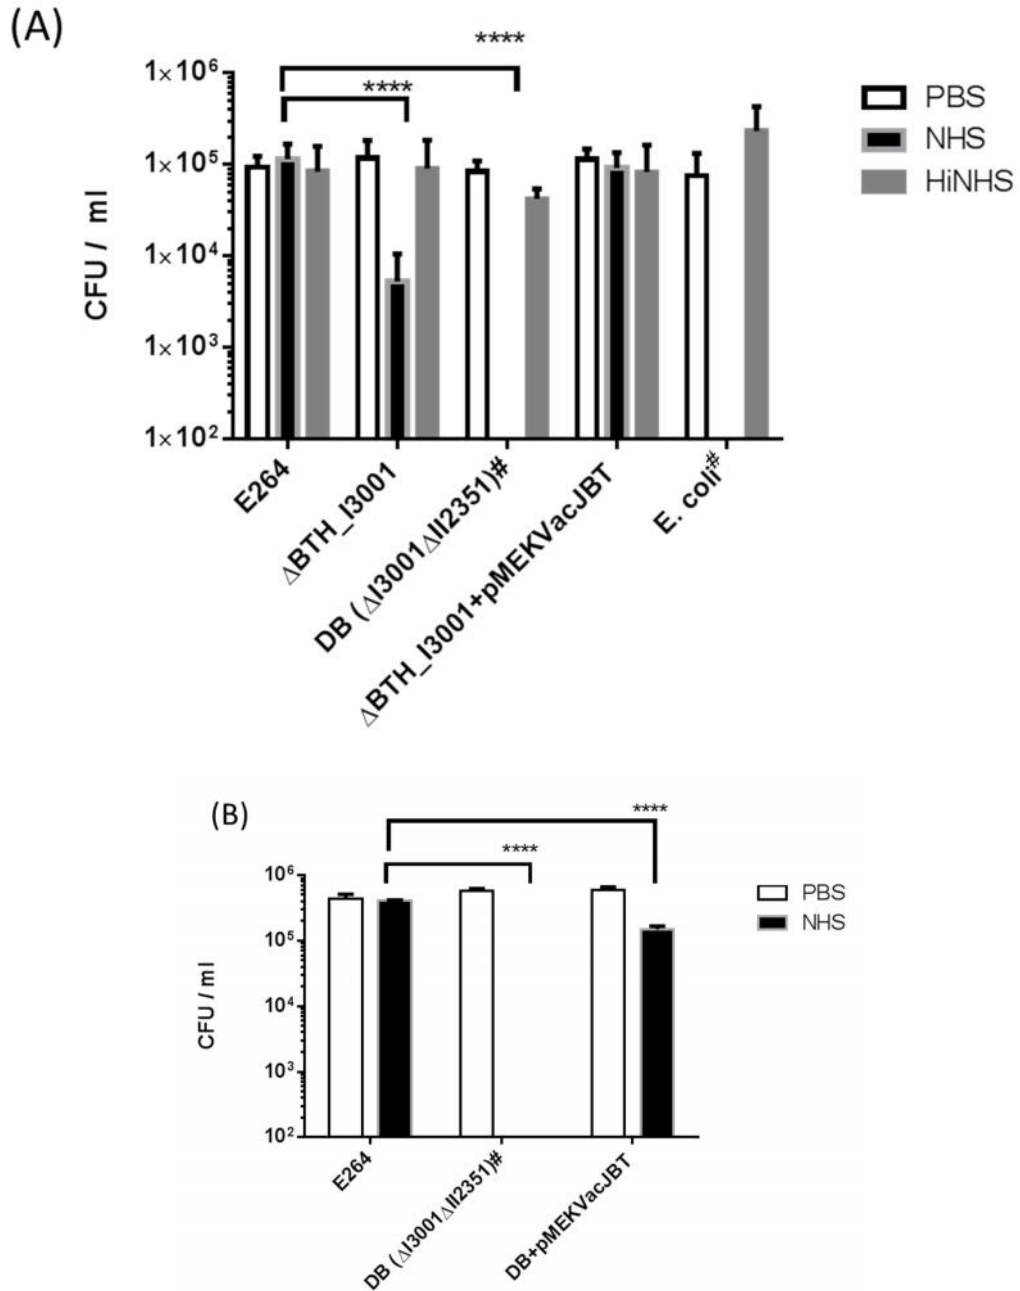 (A)
****
****
1×10⁶
1×10⁵
1×10⁴
1×10³
1×10²
CFU / ml
PBS
NHS
HiNHS
E264
ΔBTH_I3001
DB (ΔI3001ΔII2351)#
ΔBTH_I3001+pMEKVacJBT
E. coli#
(B)
****
****
10⁶
10⁵
10⁴
10³
10²
CFU / ml
PBS
NHS
E264
DB (ΔI3001ΔII2351)#
DB+pMEKVacJBT